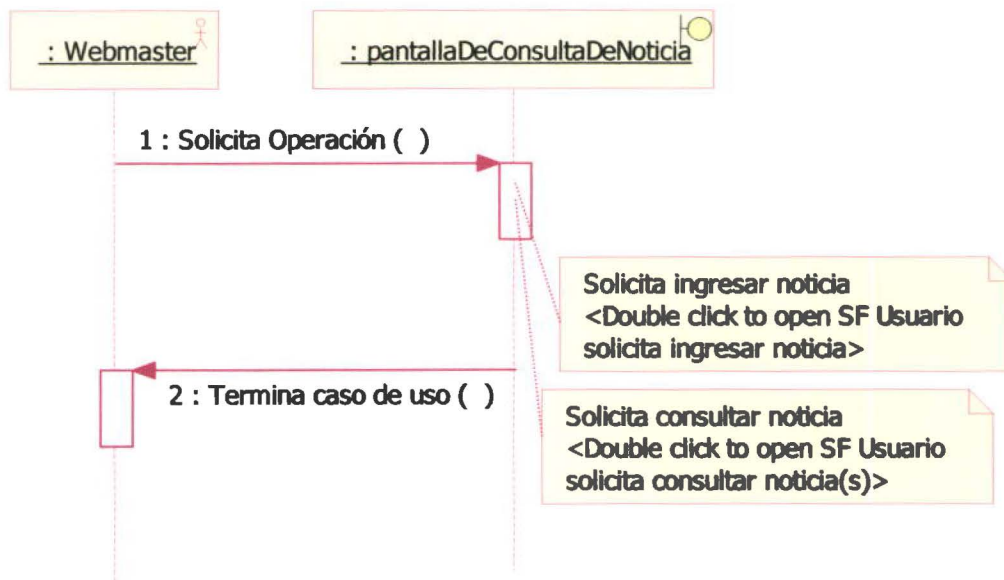 : Webmaster
: pantallaDeConsultaDeNoticia
1 : Solicita Operación ( )
Solicita ingresar noticia
<Double click to open SF Usuario
solicita ingresar noticia>
2 : Termina caso de uso ( )
Solicita consultar noticia
<Double click to open SF Usuario
solicita consultar noticia(s)>